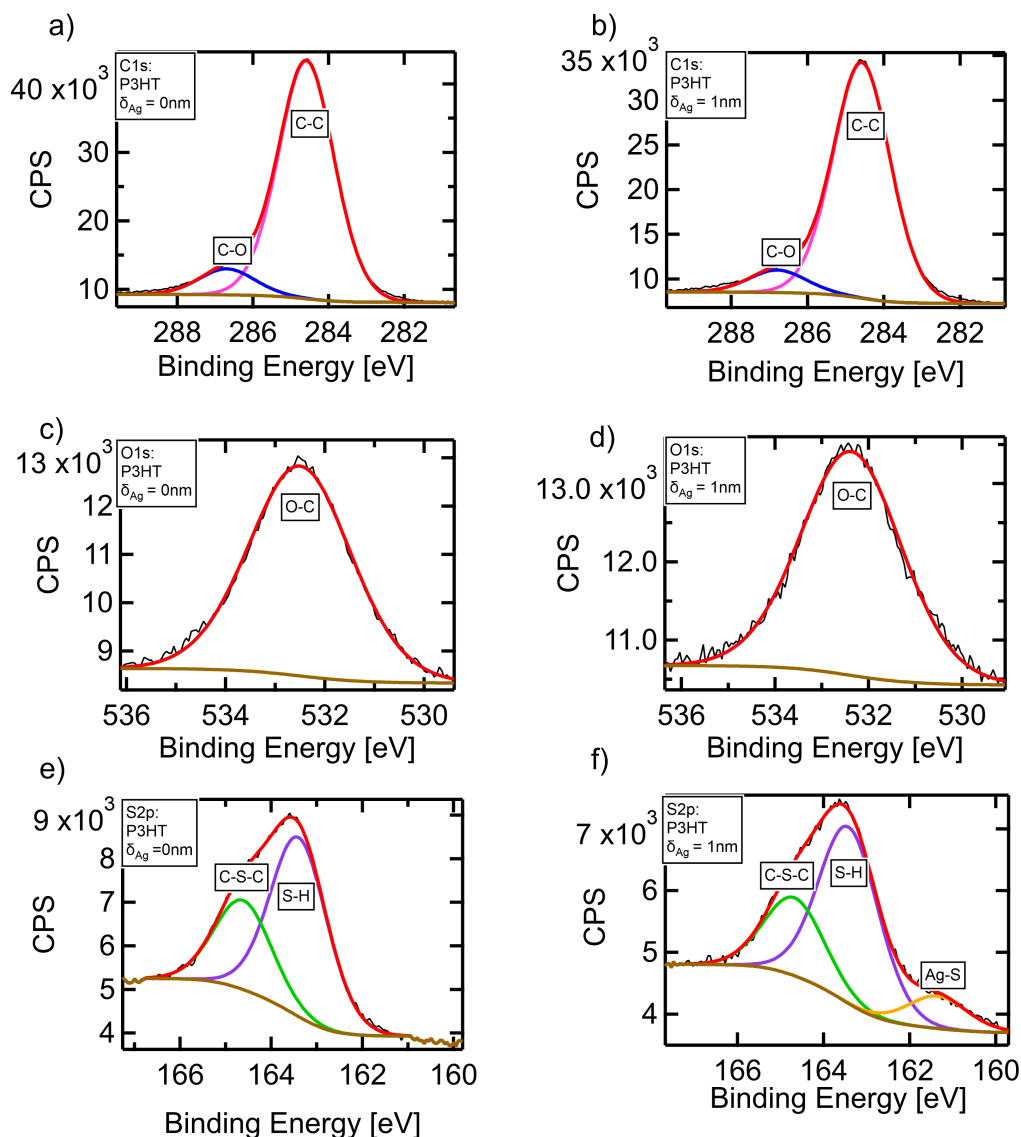 a)
C1s:
P3HT
δAg = 0nm
40 x10³
30
20
10
CPS
C-C
C-O
288 286 284 282
Binding Energy [eV]
b)
C1s:
P3HT
δAg = 1nm
35 x10³
30
25
20
15
10
CPS
C-C
C-O
288 286 284 282
Binding Energy [eV]
c)
O1s:
P3HT
δAg = 0nm
13 x10³
12
11
10
9
CPS
O-C
536 534 532 530
Binding Energy [eV]
d)
O1s:
P3HT
δAg = 1nm
13.0 x10³
12.0
11.0
CPS
O-C
536 534 532 530
Binding Energy [eV]
e)
S2p:
P3HT
δAg =0nm
9 x10³
8
7
6
5
4
CPS
C-S-C
S-H
166 164 162 160
Binding Energy [eV]
f)
S2p:
P3HT
δAg = 1nm
7 x10³
6
5
4
CPS
C-S-C
S-H
Ag-S
166 164 162 160
Binding Energy [eV]